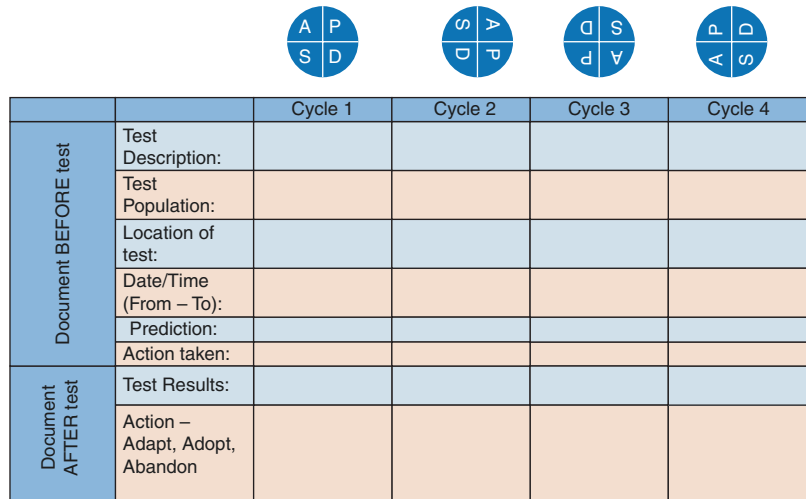 A P
S D
A P
S D
A P
S D
A P
S D
Cycle 1 Cycle 2 Cycle 3 Cycle 4
Document BEFORE test
Test
Description:
Test
Population:
Location of
test:
Date/Time
(From – To):
Prediction:
Action taken:
Document
AFTER test
Test Results:
Action –
Adapt, Adopt,
Abandon